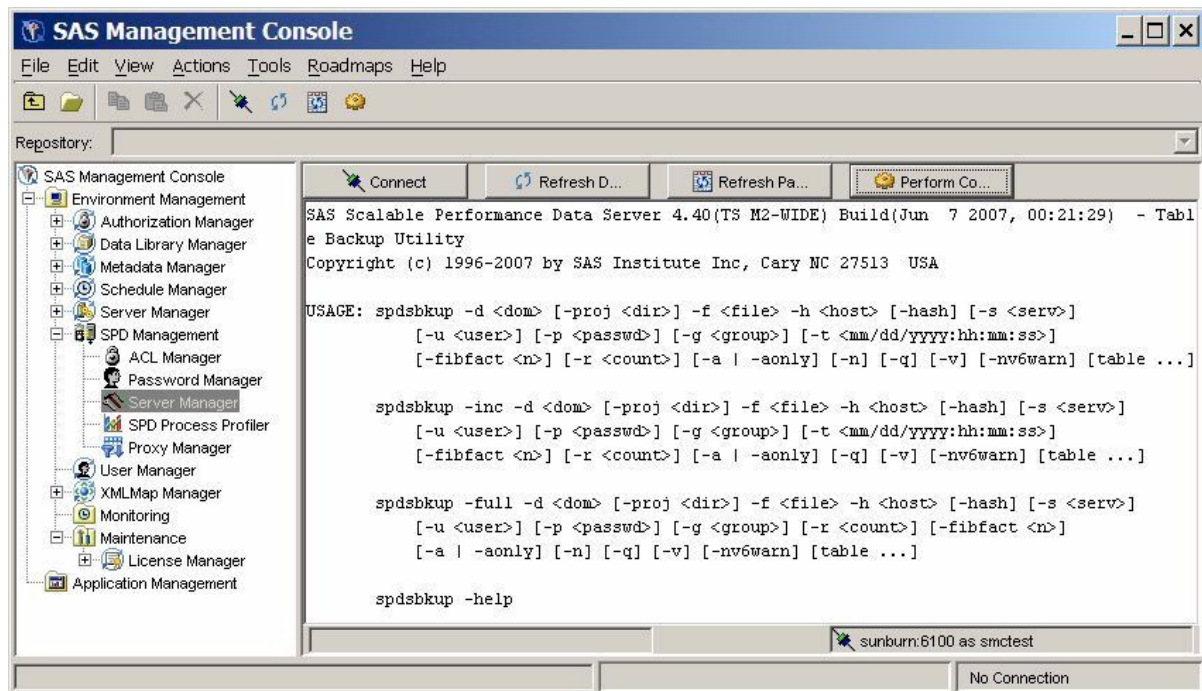 SAS Management Console
File Edit View Actions Tools Roadmaps Help
Repository:
SAS Management Console
Environment Management
Authorization Manager
Data Library Manager
Metadata Manager
Schedule Manager
Server Manager
SPD Management
ACL Manager
Password Manager
Server Manager
SPD Process Profiler
Proxy Manager
User Manager
XMLMap Manager
Monitoring
Maintenance
License Manager
Application Management
Connect Refresh D... Refresh Pa... Perform Co...
SAS Scalable Performance Data Server 4.40(TS M2-WIDE) Build(Jun 7 2007, 00:21:29) - Tabl
e Backup Utility
Copyright (c) 1996-2007 by SAS Institute Inc, Cary NC 27513 USA
USAGE: spdsbkup -d <dom> [-proj <dir>] -f <file> -h <host> [-hash] [-s <serv>]
[-u <user>] [-p <passwd>] [-g <group>] [-t <mm/dd/yyyy:hh:mm:ss>]
[-fibfact <n>] [-r <count>] [-a | -aonly] [-n] [-q] [-v] [-nv6warn] [table ...]
spdsbkup -inc -d <dom> [-proj <dir>] -f <file> -h <host> [-hash] [-s <serv>]
[-u <user>] [-p <passwd>] [-g <group>] [-t <mm/dd/yyyy:hh:mm:ss>]
[-fibfact <n>] [-r <count>] [-a | -aonly] [-q] [-v] [-nv6warn] [table ...]
spdsbkup -full -d <dom> [-proj <dir>] -f <file> -h <host> [-hash] [-s <serv>]
[-u <user>] [-p <passwd>] [-g <group>] [-r <count>] [-fibfact <n>]
[-a | -aonly] [-n] [-q] [-v] [-nv6warn] [table ...]
spdsbkup -help
sunburn:6100 as smctest
No Connection